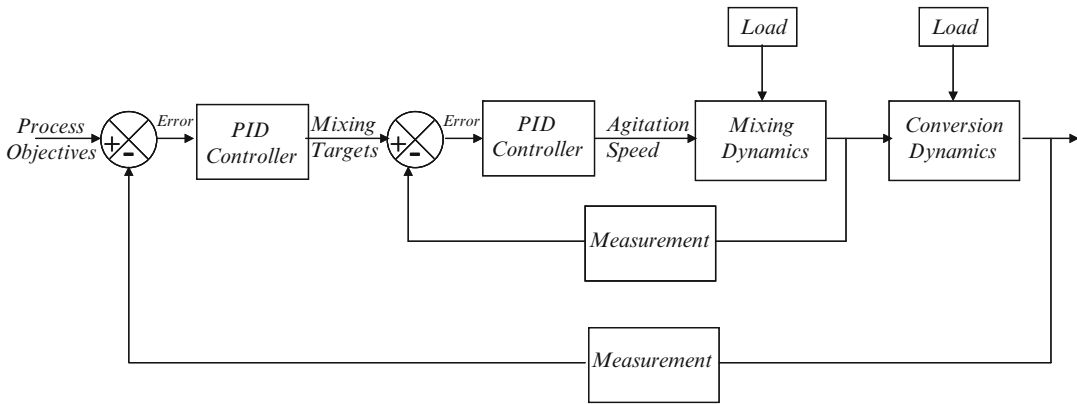 Load
Load
Process
Objectives
+
-
Error
PID
Controller
Mixing
Targets
+
-
Error
PID
Controller
Agitation
Speed
Mixing
Dynamics
Conversion
Dynamics
Measurement
Measurement